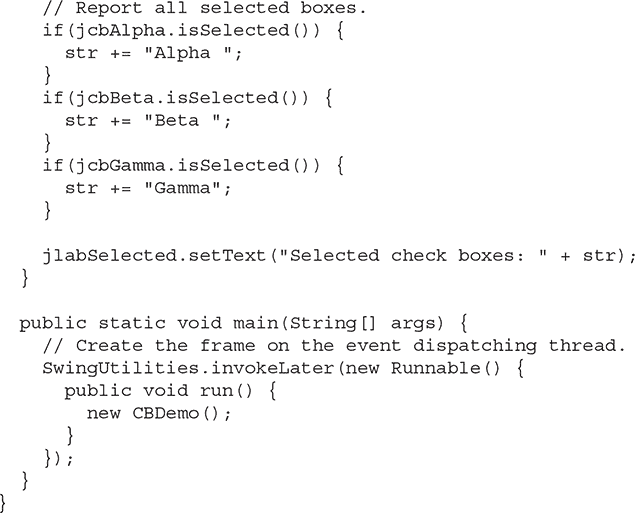 // Report all selected boxes.
    if(jcbAlpha.isSelected()) {
      str += "Alpha ";
    }
    if(jcbBeta.isSelected()) {
      str += "Beta ";
    }
    if(jcbGamma.isSelected()) {
      str += "Gamma";
    }

    jlabSelected.setText("Selected check boxes: " + str);
  }

  public static void main(String[] args) {
    // Create the frame on the event dispatching thread.
    SwingUtilities.invokeLater(new Runnable() {
      public void run() {
        new CBDemo();
      }
    });
  }
}